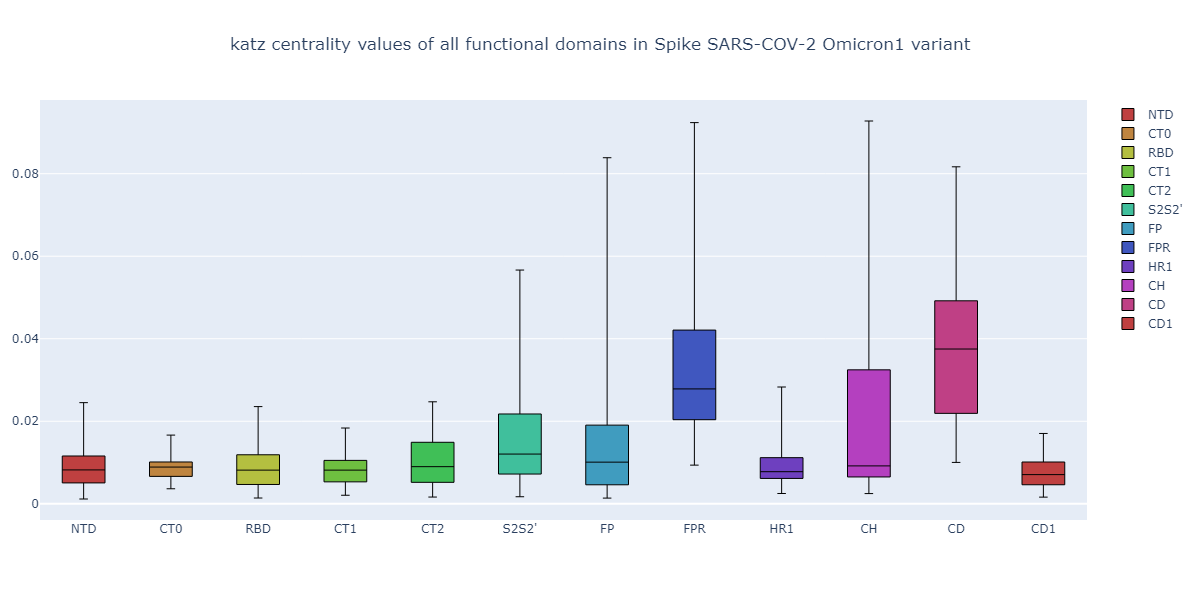 katz centrality values of all functional domains in Spike SARS-COV-2 Omicron1 variant
NTD
CT0
RBD
CT1
CT2
S2S2'
FP
FPR
HR1
CH
CD
CD1
0.08
0.06
0.04
0.02
0
NTD CT0 RBD CT1 CT2 S2S2' FP FPR HR1 CH CD CD1